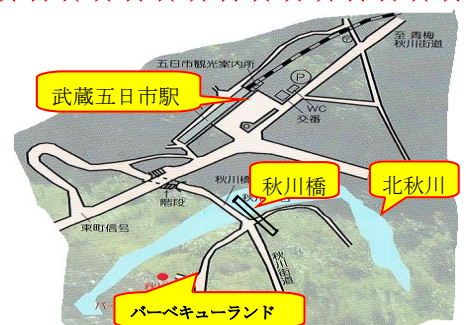 至 青梅
秋川街道
五日市観光案内所
P
武蔵五日市駅
WC
交番
秋川橋
階段
秋川橋
北秋川
東町信号
秋川街道
バーベキューランド